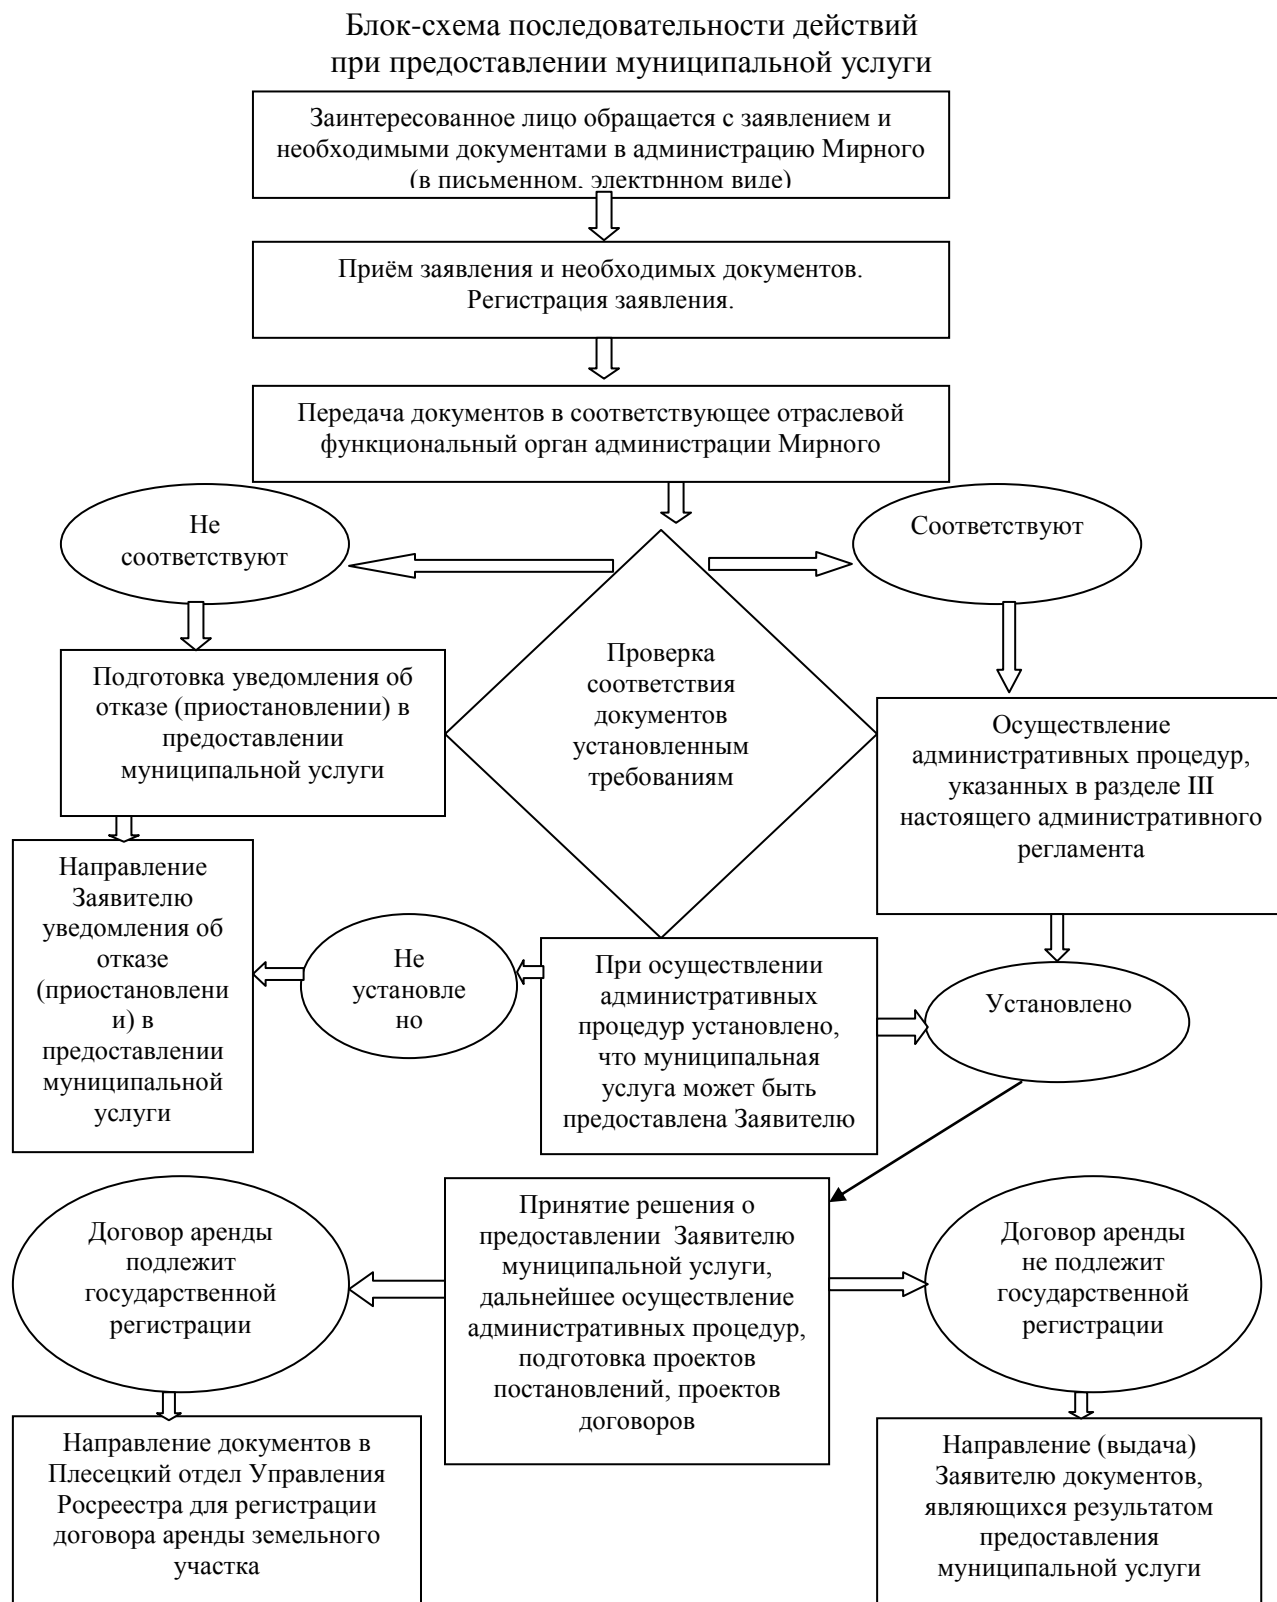 Блок-схема последовательности действий
при предоставлении муниципальной услуги
Заинтересованное лицо обращается с заявлением и
необходимыми документами в администрацию Мирного
(в письменном, электрнном виде)
Приём заявления и необходимых документов.
Регистрация заявления.
Передача документов в соответствующее отраслевой
функциональный орган администрации Мирного
Не
соответствуют
Соответствуют
Проверка
соответствия
документов
установленным
требованиям
Подготовка уведомления об
отказе (приостановлении) в
предоставлении
муниципальной услуги
Осуществление
административных процедур,
указанных в разделе III
настоящего административного
регламента
Направление
Заявителю
уведомления об
отказе
(приостановлени
и) в
предоставлении
муниципальной
услуги
Не
установле
но
При осуществлении
административных
процедур установлено,
что муниципальная
услуга может быть
предоставлена Заявителю
Установлено
Договор аренды
подлежит
государственной
регистрации
Принятие решения о
предоставлении Заявителю
муниципальной услуги,
дальнейшее осуществление
административных процедур,
подготовка проектов
постановлений, проектов
договоров
Договор аренды
не подлежит
государственной
регистрации
Направление документов в
Плесецкий отдел Управления
Росреестра для регистрации
договора аренды земельного
участка
Направление (выдача)
Заявителю документов,
являющихся результатом
предоставления
муниципальной услуги